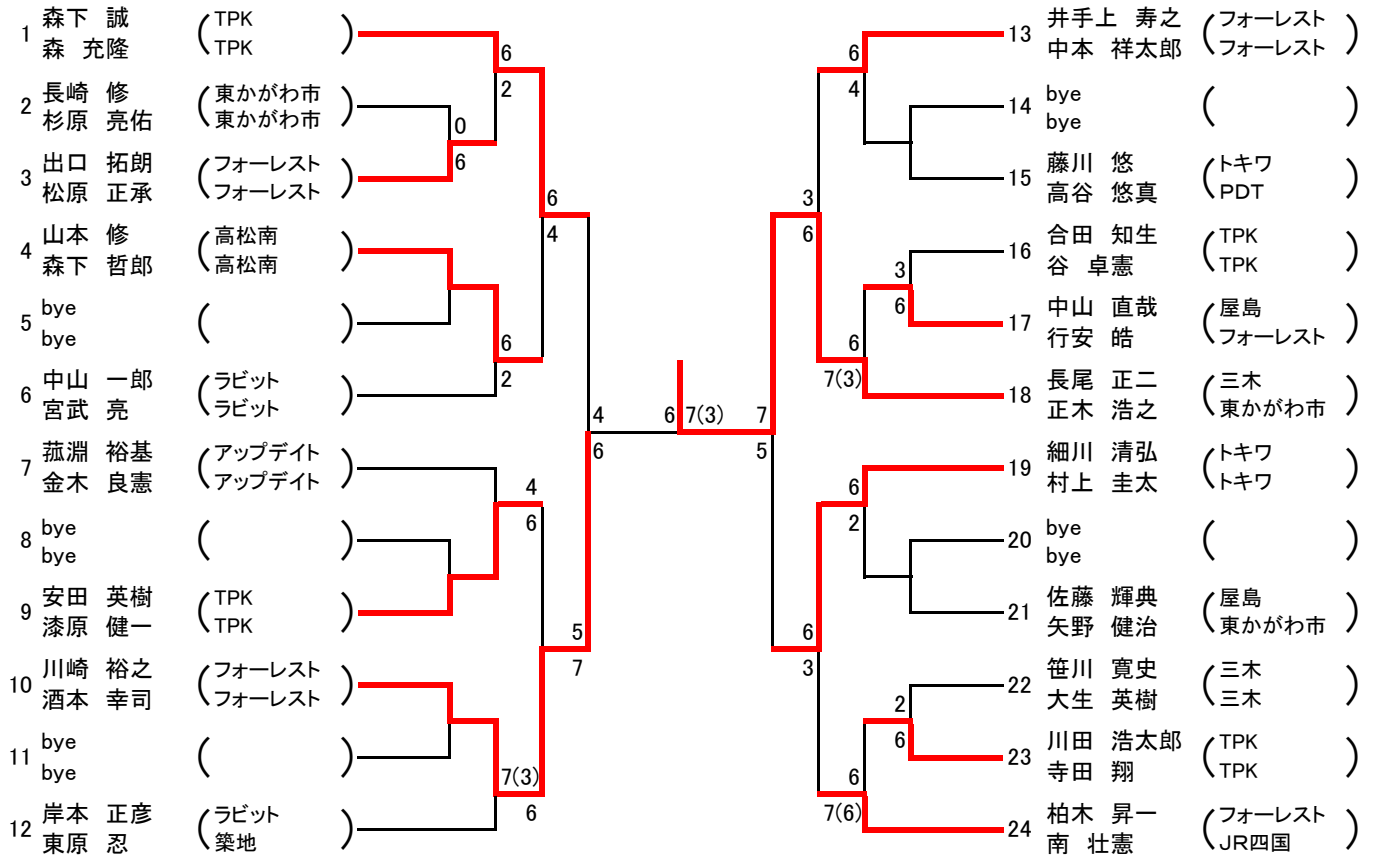 1 森下 誠 (TPK)
森 充隆 (TPK)
2 長崎 修 (東かがわ市)
杉原 亮佑 (東かがわ市)
3 出口 拓朗 (フォーレスト)
松原 正承 (フォーレスト)
4 山本 修 (高松南)
森下 哲郎 (高松南)
5 bye ( )
bye
6 中山 一郎 (ラビット)
宮武 亮 (ラビット)
7 菰淵 裕基 (アップデイト)
金木 良憲 (アップデイト)
8 bye ( )
bye
9 安田 英樹 (TPK)
漆原 健一 (TPK)
10 川崎 裕之 (フォーレスト)
酒本 幸司 (フォーレスト)
11 bye ( )
bye
12 岸本 正彦 (ラビット)
東原 忍 (築地)
6
2
0
6
6
4
6
2
4
6
4
6
5
7
7(3)
6
6 7(3)
7
5
6
4
3
6
3
6
6
7(3)
6
2
6
3
2
6
6
7(6)
13 井手上 寿之 (フォーレスト)
中本 祥太郎 (フォーレスト)
14 bye ( )
bye
15 藤川 悠 (トキワ)
高谷 悠真 (PDT)
16 合田 知生 (TPK)
谷 卓憲 (TPK)
17 中山 直哉 (屋島)
行安 皓 (フォーレスト)
18 長尾 正二 (三木)
正木 浩之 (東かがわ市)
19 細川 清弘 (トキワ)
村上 圭太 (トキワ)
20 bye ( )
bye
21 佐藤 輝典 (屋島)
矢野 健治 (東かがわ市)
22 笹川 寛史 (三木)
大生 英樹 (三木)
23 川田 浩太郎 (TPK)
寺田 翔 (TPK)
24 柏木 昇一 (フォーレスト)
南 壮憲 (JR四国)